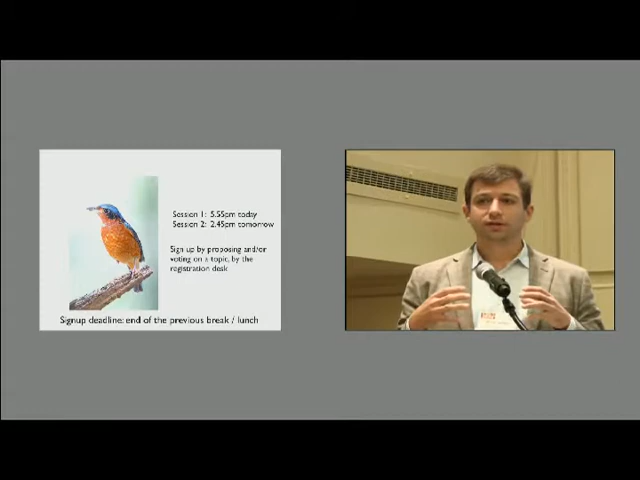 Session 1: 5.55pm today
Session 2: 2.45pm tomorrow
Sign up by proposing and/or
voting on a topic, by the
registration desk
Signup deadline: end of the previous break / lunch